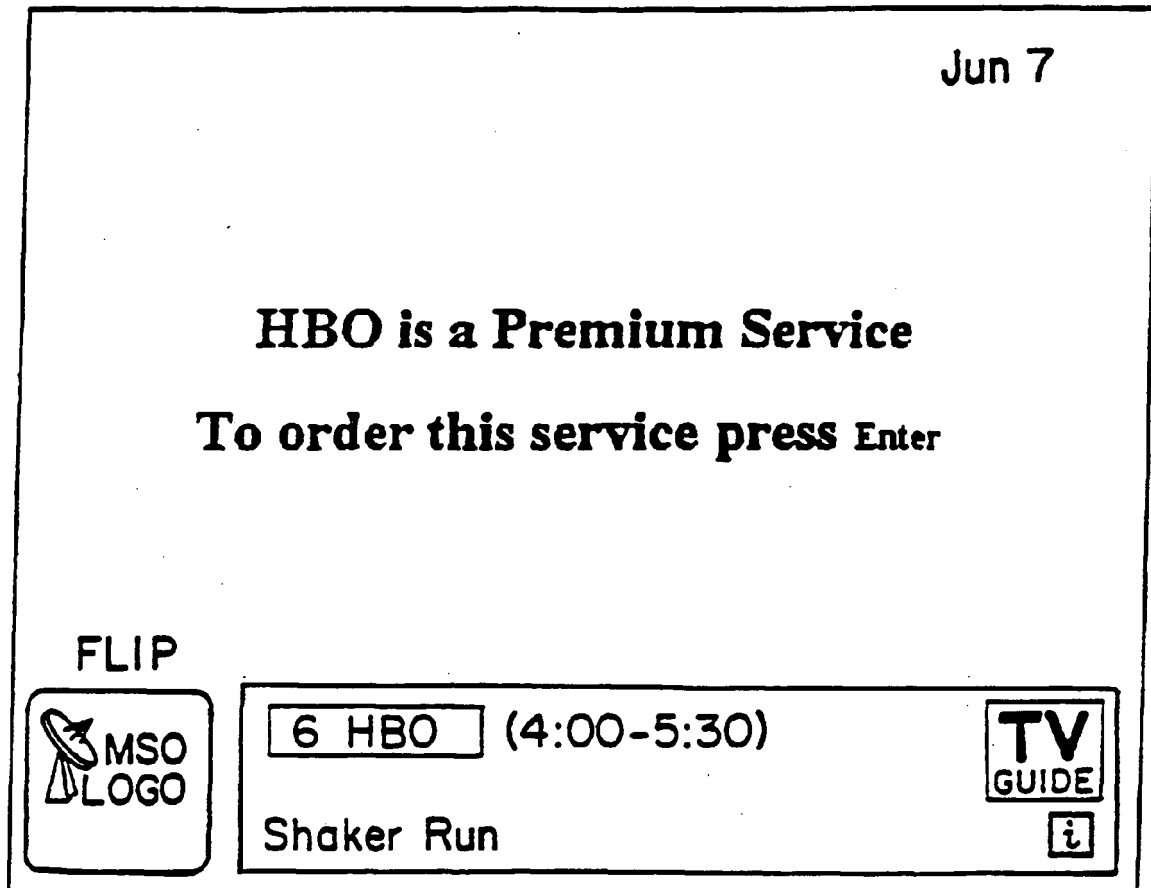 Jun 7
HBO is a Premium Service
To order this service press Enter
FLIP
MSO
LOGO
6 HBO (4:00-5:30)
TV
GUIDE
Shaker Run
i